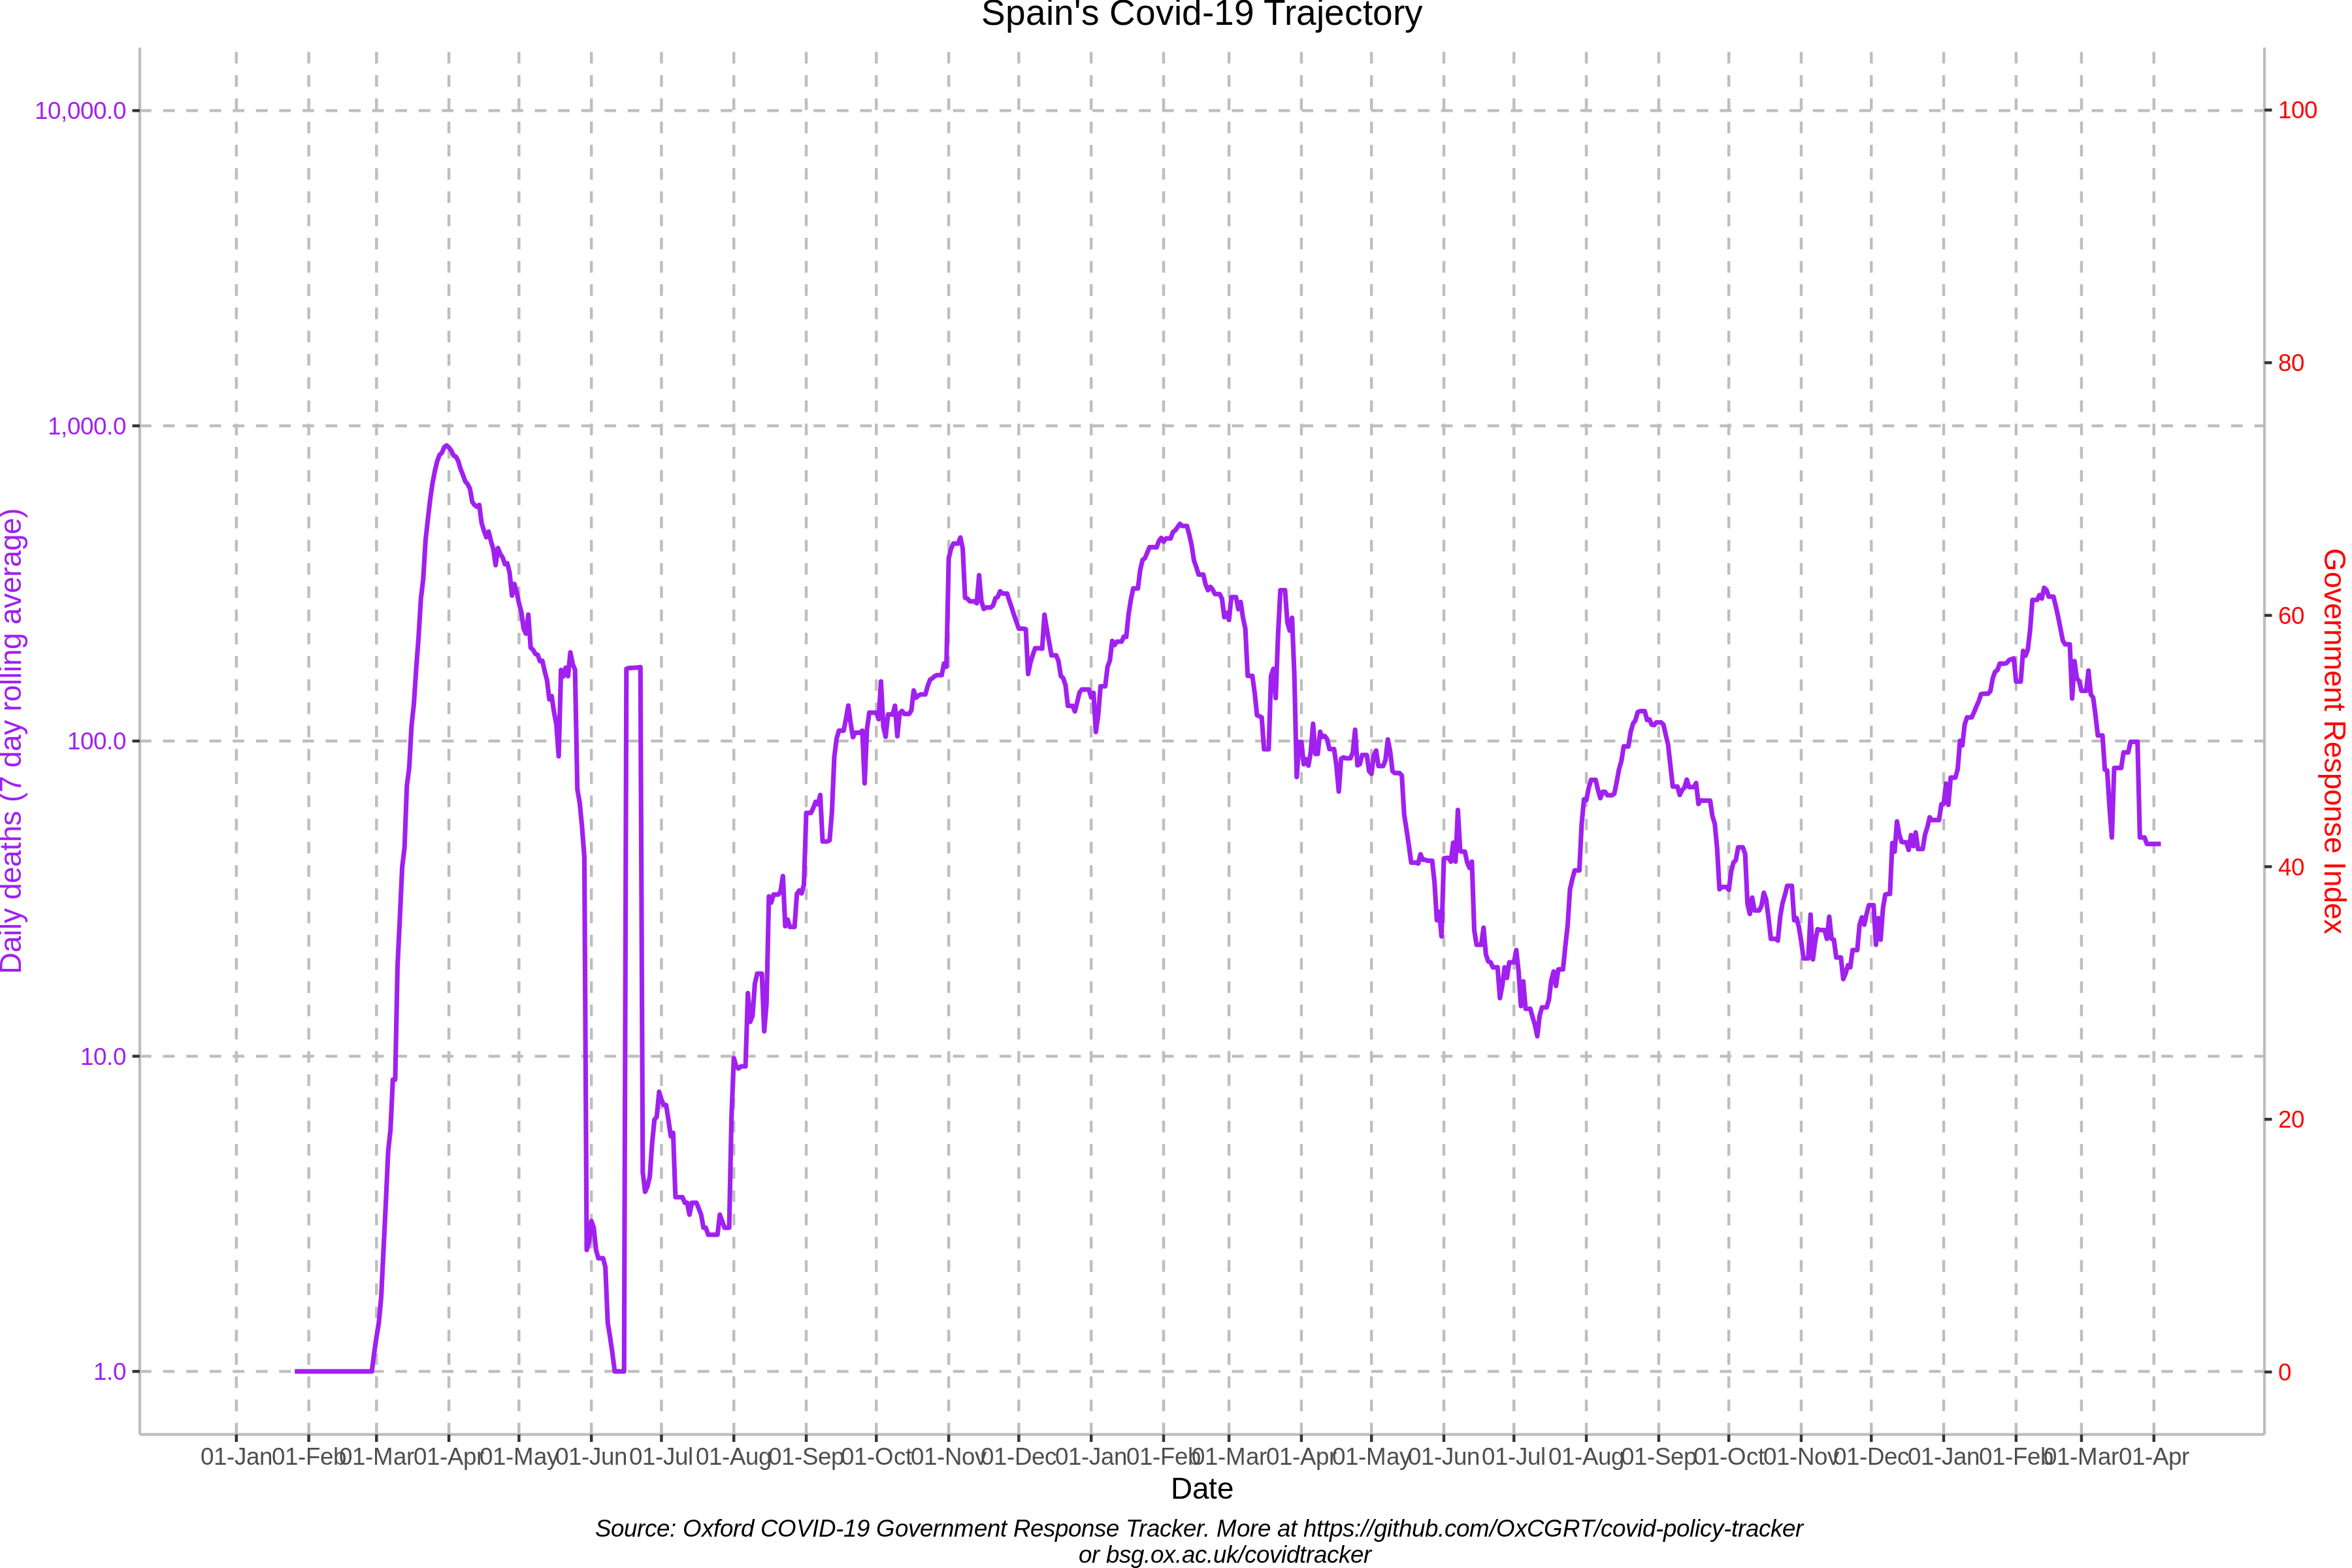 Spain's Covid-19 Trajectory
Daily deaths (7 day rolling average)
10,000.0
1,000.0
100.0
10.0
1.0
100
80
60
40
20
0
Government Response Index
01-Jan 01-Feb 01-Mar 01-Apr 01-May 01-Jun 01-Jul 01-Aug 01-Sep 01-Oct 01-Nov 01-Dec 01-Jan 01-Feb 01-Mar 01-Apr 01-May 01-Jun 01-Jul 01-Aug 01-Sep 01-Oct 01-Nov 01-Dec 01-Jan 01-Feb 01-Mar 01-Apr
Date
Source: Oxford COVID-19 Government Response Tracker. More at https://github.com/OxCGRT/covid-policy-tracker
or bsg.ox.ac.uk/covidtracker